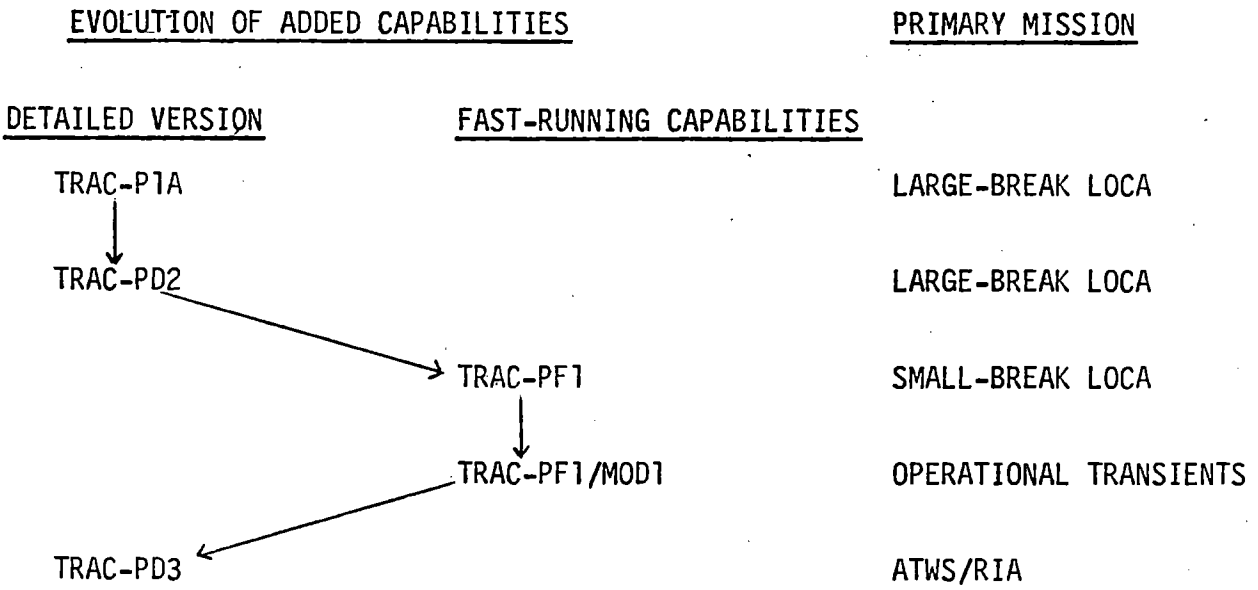 EVOLUTION OF ADDED CAPABILITIES PRIMARY MISSION
DETAILED VERSION FAST-RUNNING CAPABILITIES
TRAC-P1A LARGE-BREAK LOCA
TRAC-PD2 LARGE-BREAK LOCA
TRAC-PF1 SMALL-BREAK LOCA
TRAC-PF1/MOD1 OPERATIONAL TRANSIENTS
TRAC-PD3 ATWS/RIA